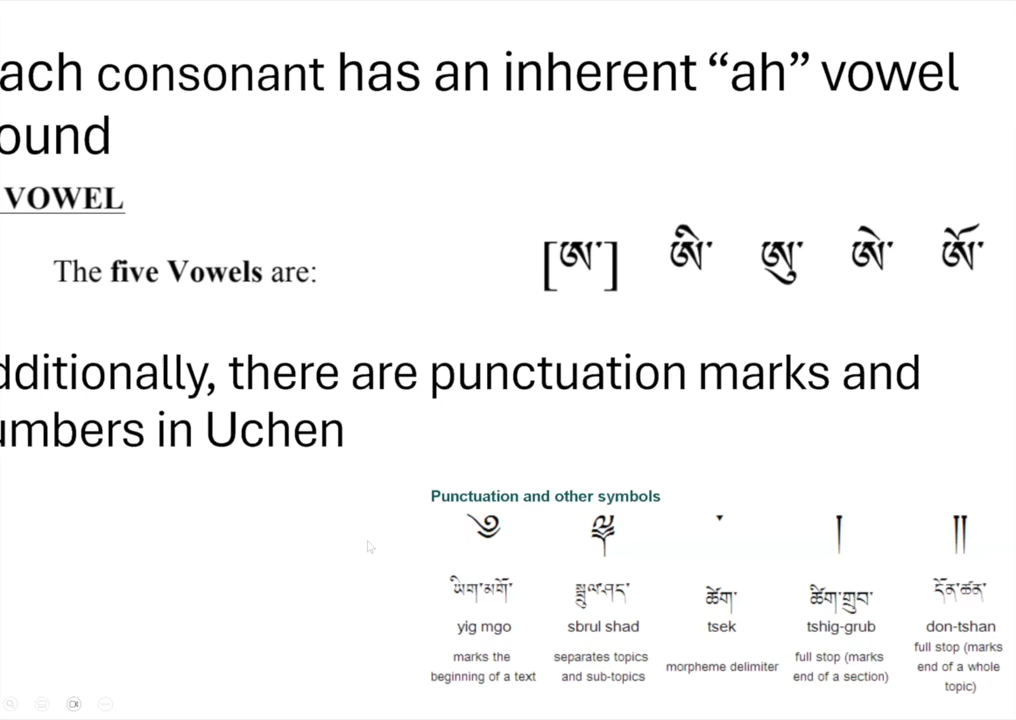 ach consonant has an inherent “ah” vowel
ound
VOWEL
The five Vowels are: [ཨ་] ཨི་ ཨུ་ ཨེ་ ཨོ་
dditionally, there are punctuation marks and
umbers in Uchen
Punctuation and other symbols
༄ ༈ ་ ། ༎
ཡིག་མགོ་ སྦྲུལ་ཤད་ ཚེག་ ཚིག་གྲུབ་ དོན་ཚན་
yig mgo sbrul shad tsek tshig-grub don-tshan
marks the beginning of a text
separates topics and sub-topics
morpheme delimiter
full stop (marks end of a section)
full stop (marks end of a whole topic)